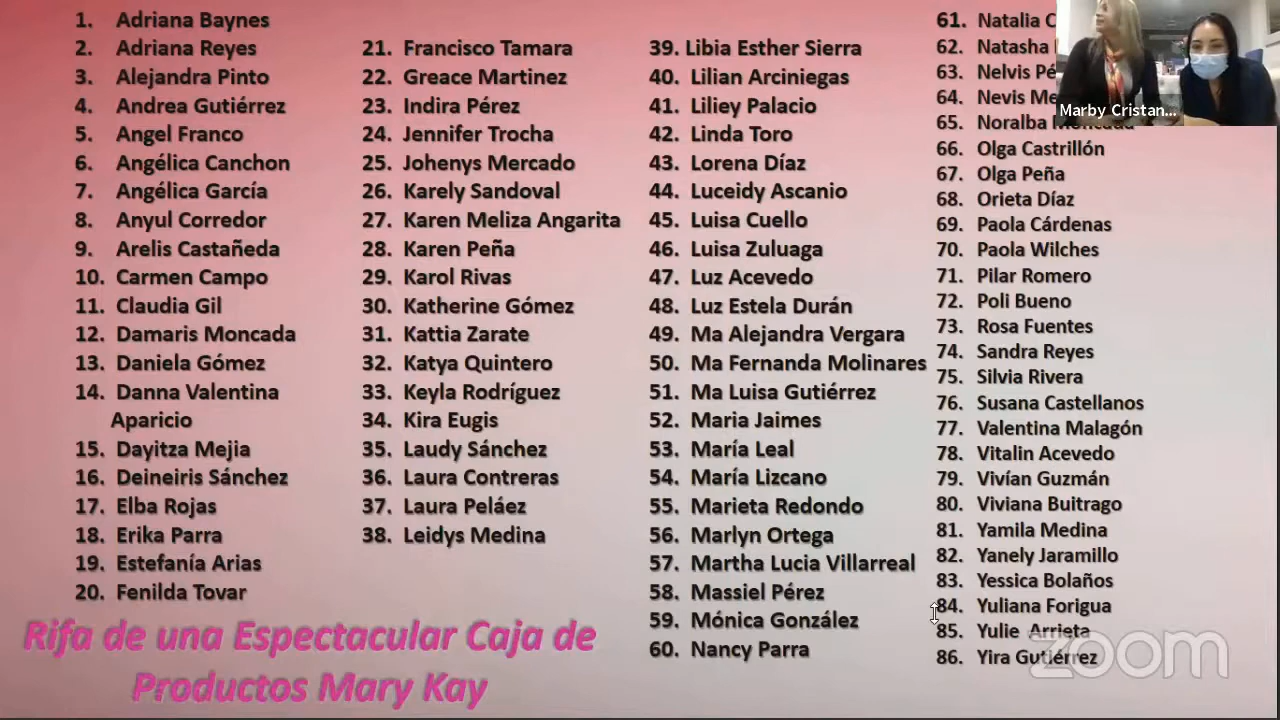 1. Adriana Baynes
2. Adriana Reyes
3. Alejandra Pinto
4. Andrea Gutiérrez
5. Angel Franco
6. Angélica Canchon
7. Angélica García
8. Anyul Corredor
9. Arelis Castañeda
10. Carmen Campo
11. Claudia Gil
12. Damaris Moncada
13. Daniela Gómez
14. Danna Valentina
Aparicio
15. Dayitza Mejia
16. Deineiris Sánchez
17. Elba Rojas
18. Erika Parra
19. Estefanía Arias
20. Fenilda Tovar
21. Francisco Tamara
22. Greace Martinez
23. Indira Pérez
24. Jennifer Trocha
25. Johenys Mercado
26. Karely Sandoval
27. Karen Meliza Angarita
28. Karen Peña
29. Karol Rivas
30. Katherine Gómez
31. Kattia Zarate
32. Katya Quintero
33. Keyla Rodríguez
34. Kira Eugis
35. Laudy Sánchez
36. Laura Contreras
37. Laura Peláez
38. Leidys Medina
39. Libia Esther Sierra
40. Lilian Arciniegas
41. Liliey Palacio
42. Linda Toro
43. Lorena Díaz
44. Luceidy Ascanio
45. Luisa Cuello
46. Luisa Zuluaga
47. Luz Acevedo
48. Luz Estela Durán
49. Ma Alejandra Vergara
50. Ma Fernanda Molinares
51. Ma Luisa Gutiérrez
52. Maria Jaimes
53. María Leal
54. María Lizcano
55. Marieta Redondo
56. Marlyn Ortega
57. Martha Lucia Villarreal
58. Massiel Pérez
59. Mónica González
60. Nancy Parra
61. Natalia
62. Natasha
63. Nelvis
64. Nevis
65. Noralba
66. Olga Castrillón
67. Olga Peña
68. Orieta Díaz
69. Paola Cárdenas
70. Paola Wilches
71. Pilar Romero
72. Poli Bueno
73. Rosa Fuentes
74. Sandra Reyes
75. Silvia Rivera
76. Susana Castellanos
77. Valentina Malagón
78. Vitalin Acevedo
79. Vivían Guzmán
80. Viviana Buitrago
81. Yamila Medina
82. Yanely Jaramillo
83. Yessica Bolaños
84. Yuliana Forigua
85. Yulie Arrieta
86. Yira Gutiérrez
Rifa de una Espectacular Caja de
Productos Mary Kay
Marby Cristan...
zoom